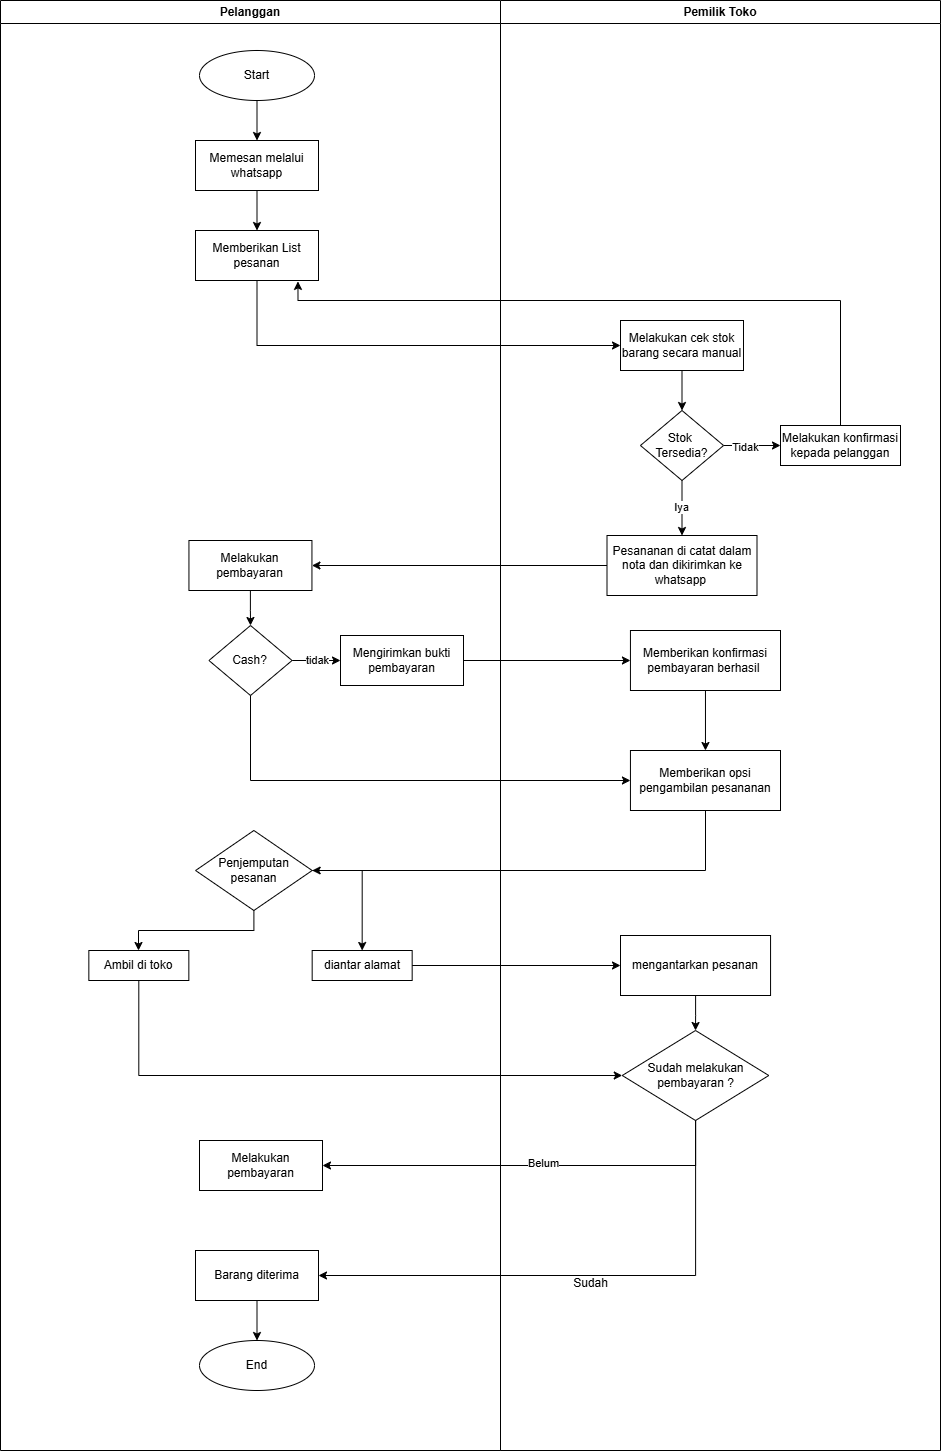 Pelanggan
Pemilik Toko
Start
Memesan melalui
whatsapp
Memberikan List
pesanan
Melakukan cek stok
barang secara manual
Stok
Tersedia?
Tidak
Melakukan konfirmasi
kepada pelanggan
Iya
Pesananan di catat dalam
nota dan dikirimkan ke
whatsapp
Melakukan
pembayaran
Cash?
tidak
Mengirimkan bukti
pembayaran
Memberikan konfirmasi
pembayaran berhasil
Memberikan opsi
pengambilan pesananan
Penjemputan
pesanan
Ambil di toko
diantar alamat
mengantarkan pesanan
Sudah melakukan
pembayaran ?
Melakukan
pembayaran
Belum
Barang diterima
Sudah
End